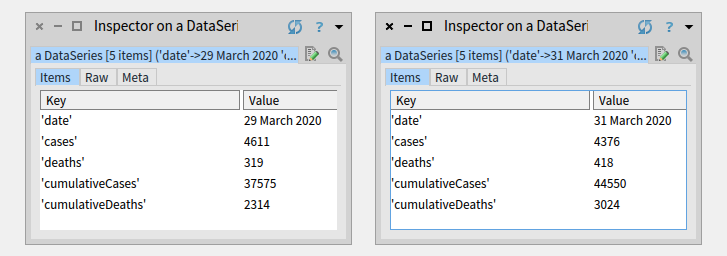 Inspector on a DataSeri
a DataSeries [5 items] ('date'->29 March 2020 'c...
Items Raw Meta
Key Value
'date' 29 March 2020
'cases' 4611
'deaths' 319
'cumulativeCases' 37575
'cumulativeDeaths' 2314
Inspector on a DataSeri
a DataSeries [5 items] ('date'->31 March 2020 'c...
Items Raw Meta
Key Value
'date' 31 March 2020
'cases' 4376
'deaths' 418
'cumulativeCases' 44550
'cumulativeDeaths' 3024